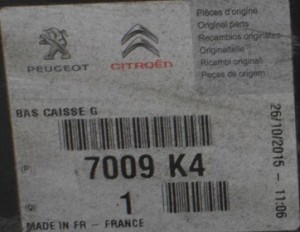 Pièces d'origine
Original parts
Recambios originales
Originalteile
Ricambi originali
Peças de origem
PEUGEOT
CITROËN
BAS CAISSE G
26/10/2015 - 11:06
7009 K4
1
MADE IN FR - FRANCE